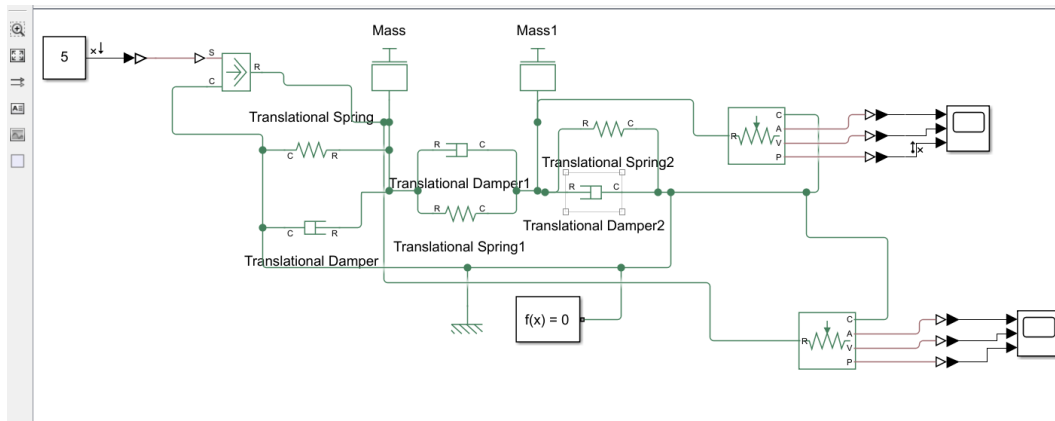 Mass
Mass1
5
S
C
R
Translational Spring
C
R
R
C
R
C
Translational Spring2
Translational Damper1
R
C
R
C
Translational Damper2
C
R
Translational Damper
Translational Spring1
f(x) = 0
R
C
A
V
P
R
C
A
V
P